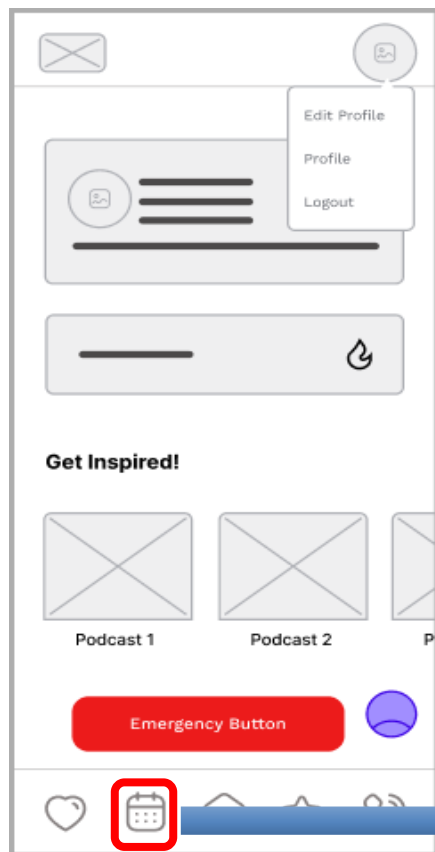 Edit Profile
Profile
Logout
Get Inspired!
Podcast 1
Podcast 2
P
Emergency Button